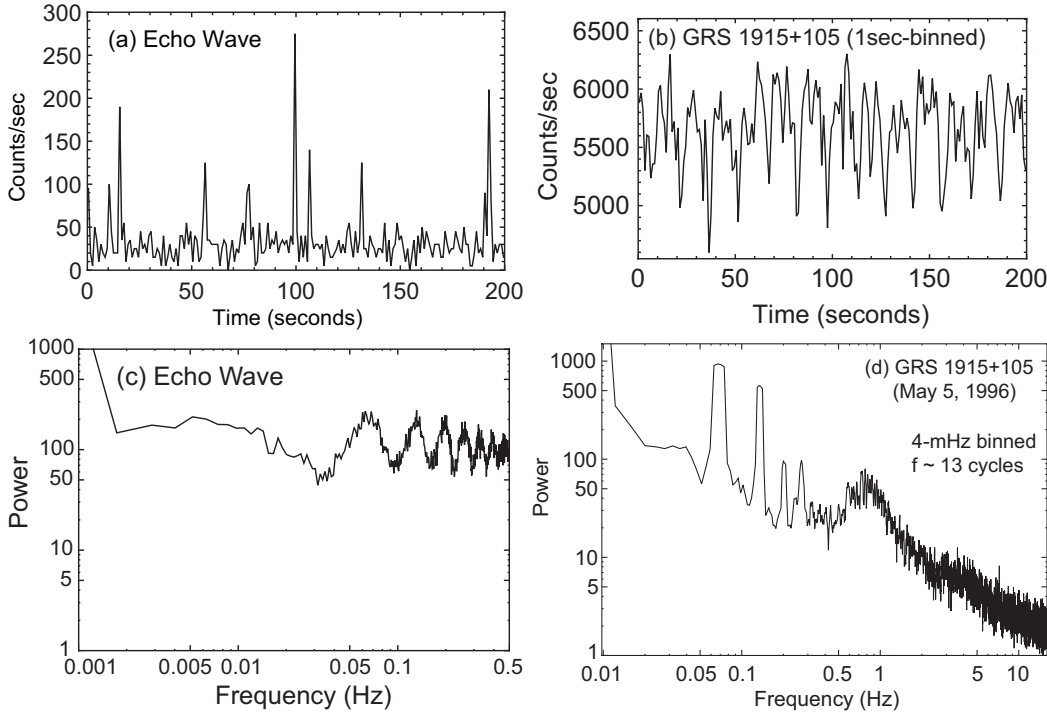 (a) Echo Wave
300
250
200
150
100
50
0
Counts/sec
0 50 100 150 200
Time (seconds)
(b) GRS 1915+105 (1sec-binned)
6500
6000
5500
5000
Counts/sec
0 50 100 150 200
Time (seconds)
(c) Echo Wave
1000
500
100
50
10
5
1
Power
0.001 0.005 0.01 0.05 0.1 0.5
Frequency (Hz)
(d) GRS 1915+105
(May 5, 1996)
4-mHz binned
f ~ 13 cycles
1000
500
100
50
10
5
1
Power
0.01 0.05 0.1 0.5 1 5 10
Frequency (Hz)